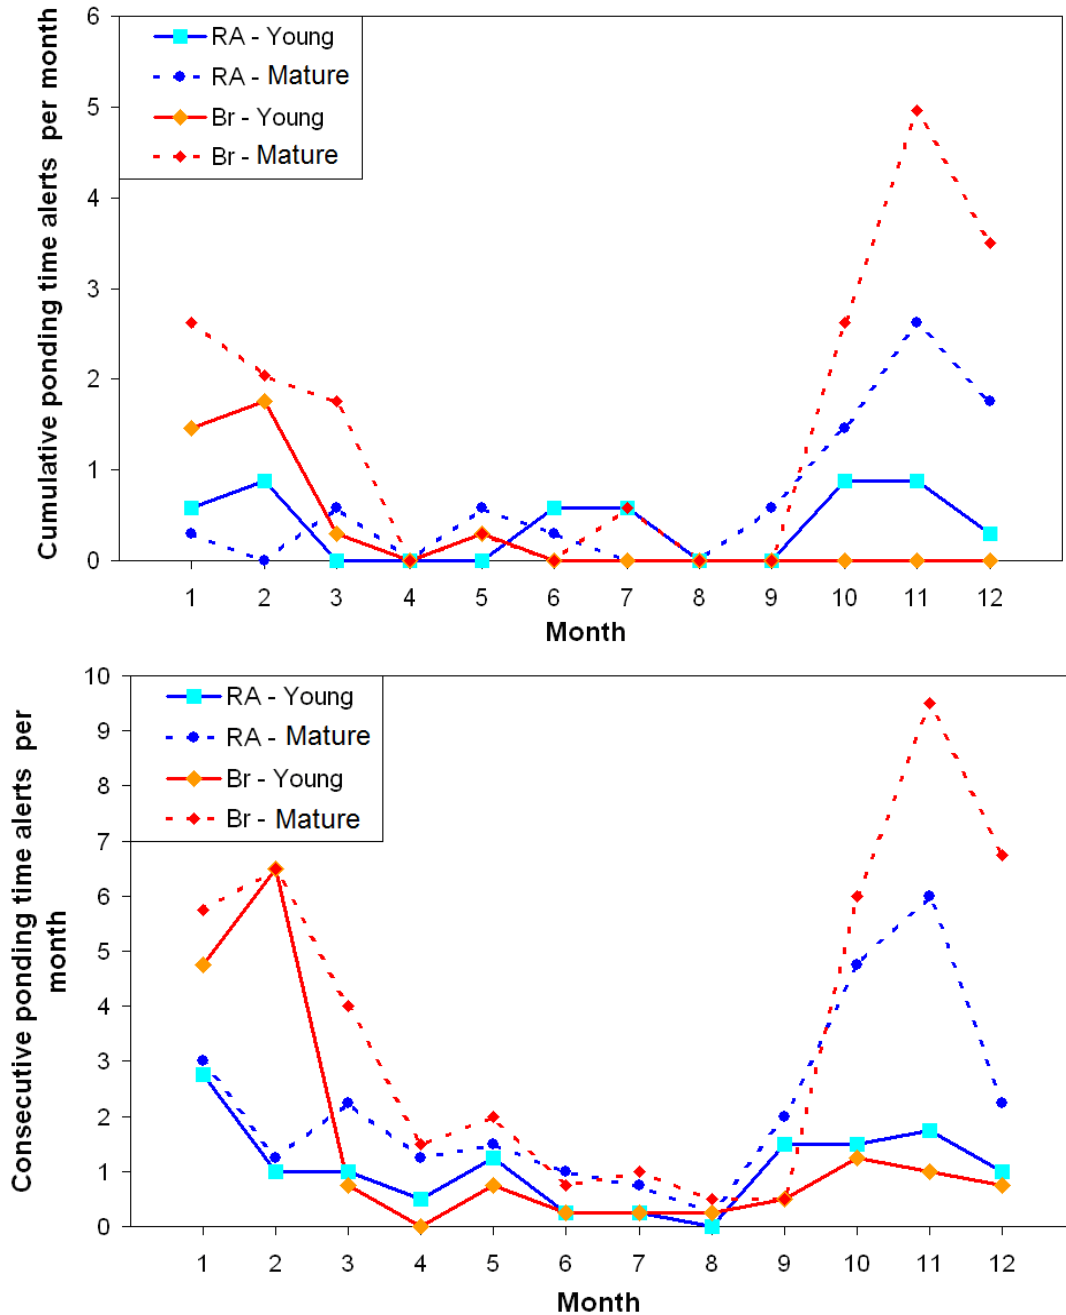 Cumulative ponding time alerts per month
6
5
4
3
2
1
0
RA - Young
RA - Mature
Br - Young
Br - Mature
1 2 3 4 5 6 7 8 9 10 11 12
Month
Consecutive ponding time alerts per
month
10
9
8
7
6
5
4
3
2
1
0
RA - Young
RA - Mature
Br - Young
Br - Mature
1 2 3 4 5 6 7 8 9 10 11 12
Month